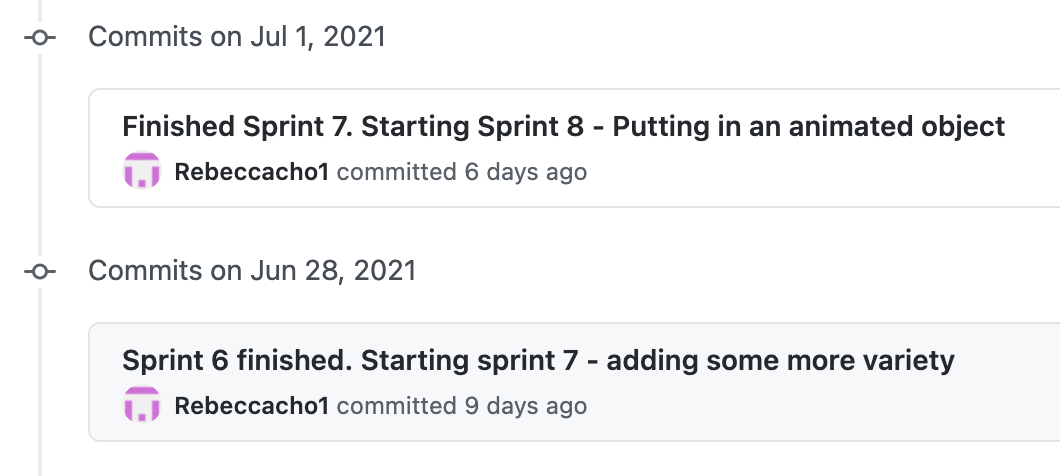 Commits on Jul 1, 2021
Finished Sprint 7. Starting Sprint 8 - Putting in an animated object
Rebeccacho1 committed 6 days ago
Commits on Jun 28, 2021
Sprint 6 finished. Starting sprint 7 - adding some more variety
Rebeccacho1 committed 9 days ago